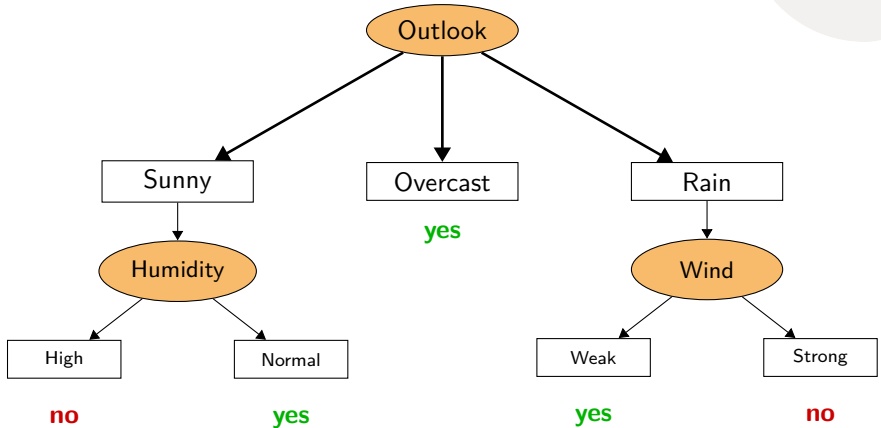 Outlook
Sunny Overcast Rain
yes
Humidity Wind
High Normal Weak Strong
no yes yes no